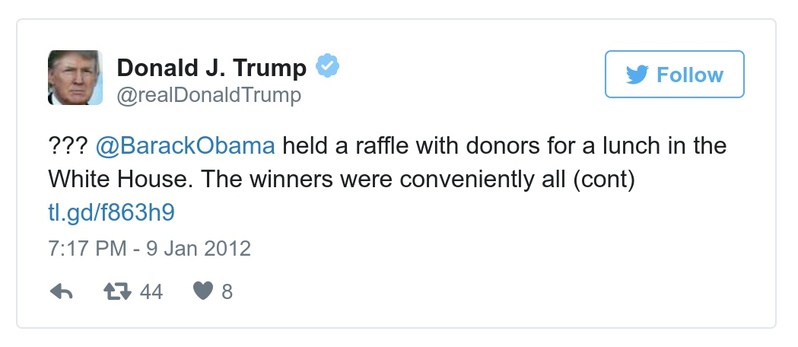 Donald J. Trump
@realDonaldTrump
Follow
??? @BarackObama held a raffle with donors for a lunch in the
White House. The winners were conveniently all (cont)
tl.gd/f863h9
7:17 PM - 9 Jan 2012
44 8